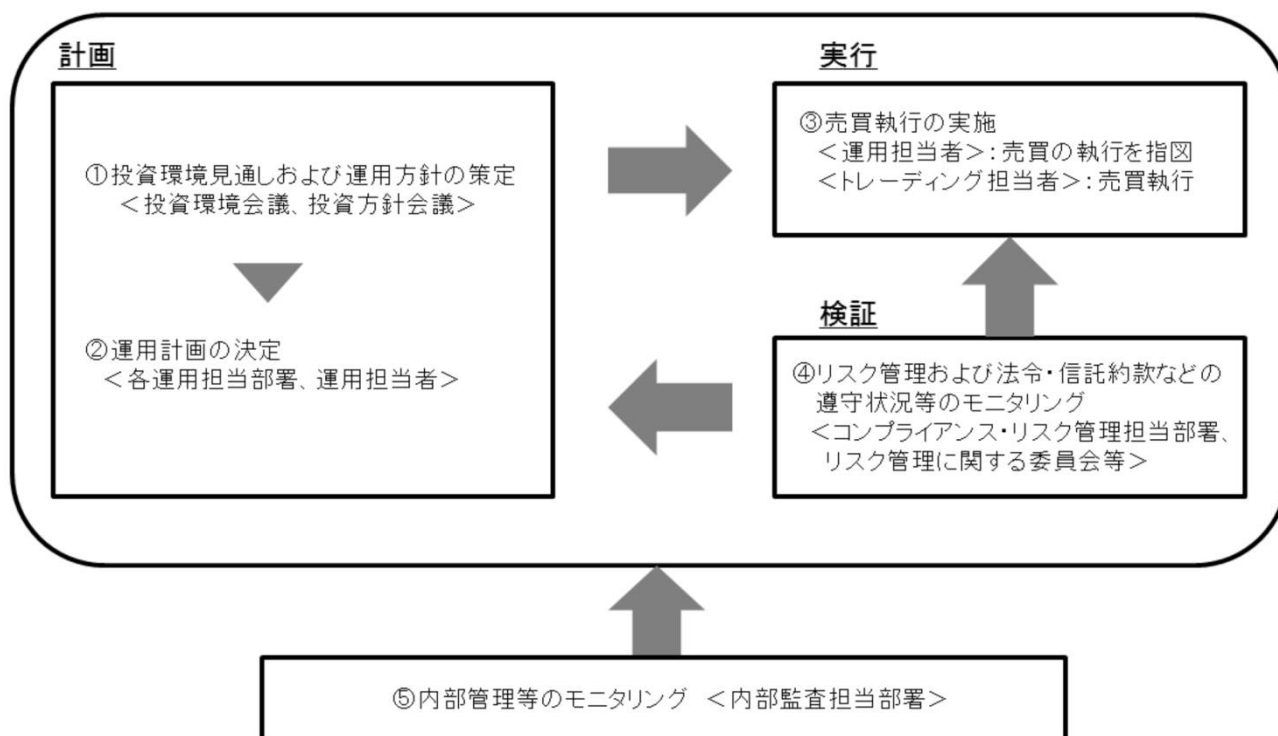 計画
①投資環境見通しおよび運用方針の策定
<投資環境会議、投資方針会議>
②運用計画の決定
<各運用担当部署、運用担当者>
実行
③売買執行の実施
<運用担当者>:売買の執行を指図
<トレーディング担当者>:売買執行
検証
④リスク管理および法令・信託約款などの
遵守状況等のモニタリング
<コンプライアンス・リスク管理担当部署、
リスク管理に関する委員会等>
⑤内部管理等のモニタリング <内部監査担当部署>